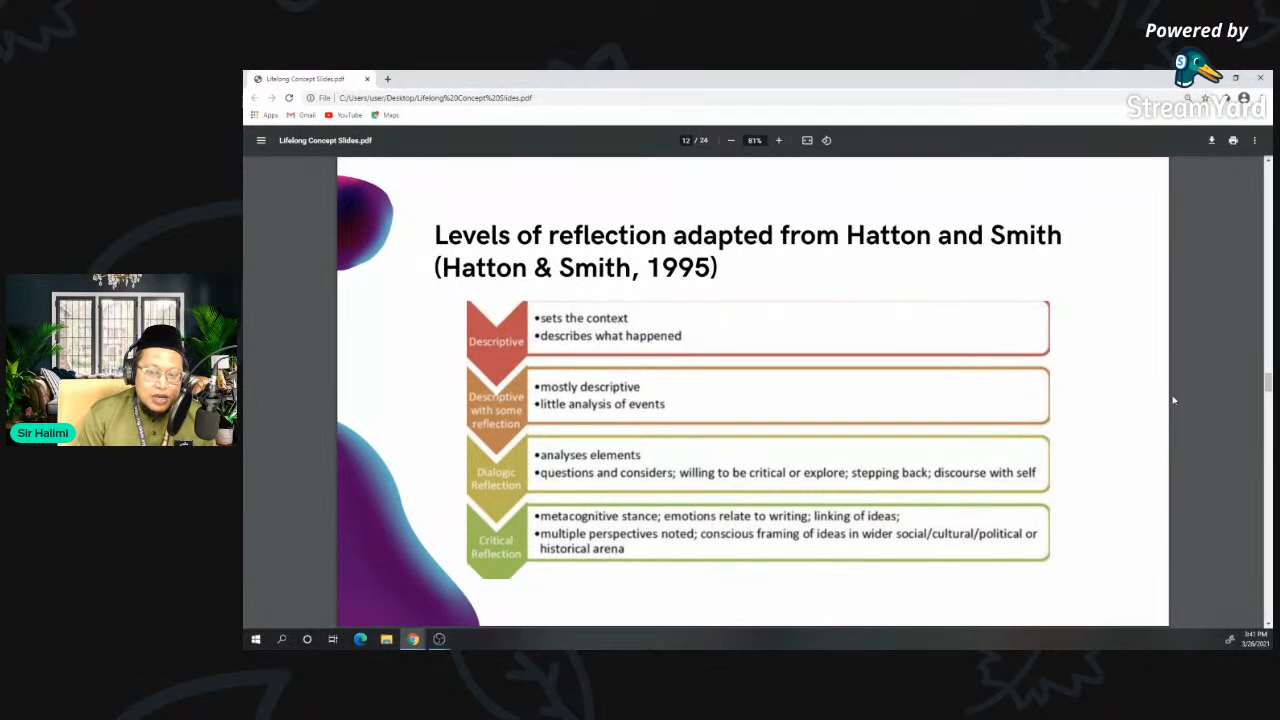 Powered by
StreamYard
Lifelong Concept Slides.pdf
File
C:/Users/user/Desktop/Lifelong%20Concept%20Slides.pdf
Apps
Gmail
YouTube
Maps
Lifelong Concept Slides.pdf
12 / 24
81%
Levels of reflection adapted from Hatton and Smith
(Hatton & Smith, 1995)
Descriptive
•sets the context
•describes what happened
Descriptive
with some
reflection
•mostly descriptive
•little analysis of events
Dialogic
Reflection
•analyses elements
•questions and considers; willing to be critical or explore; stepping back; discourse with self
Critical
Reflection
•metacognitive stance; emotions relate to writing; linking of ideas;
•multiple perspectives noted; conscious framing of ideas in wider social/cultural/political or
historical arena
Sir Halimi
3:41 PM
3/26/2021